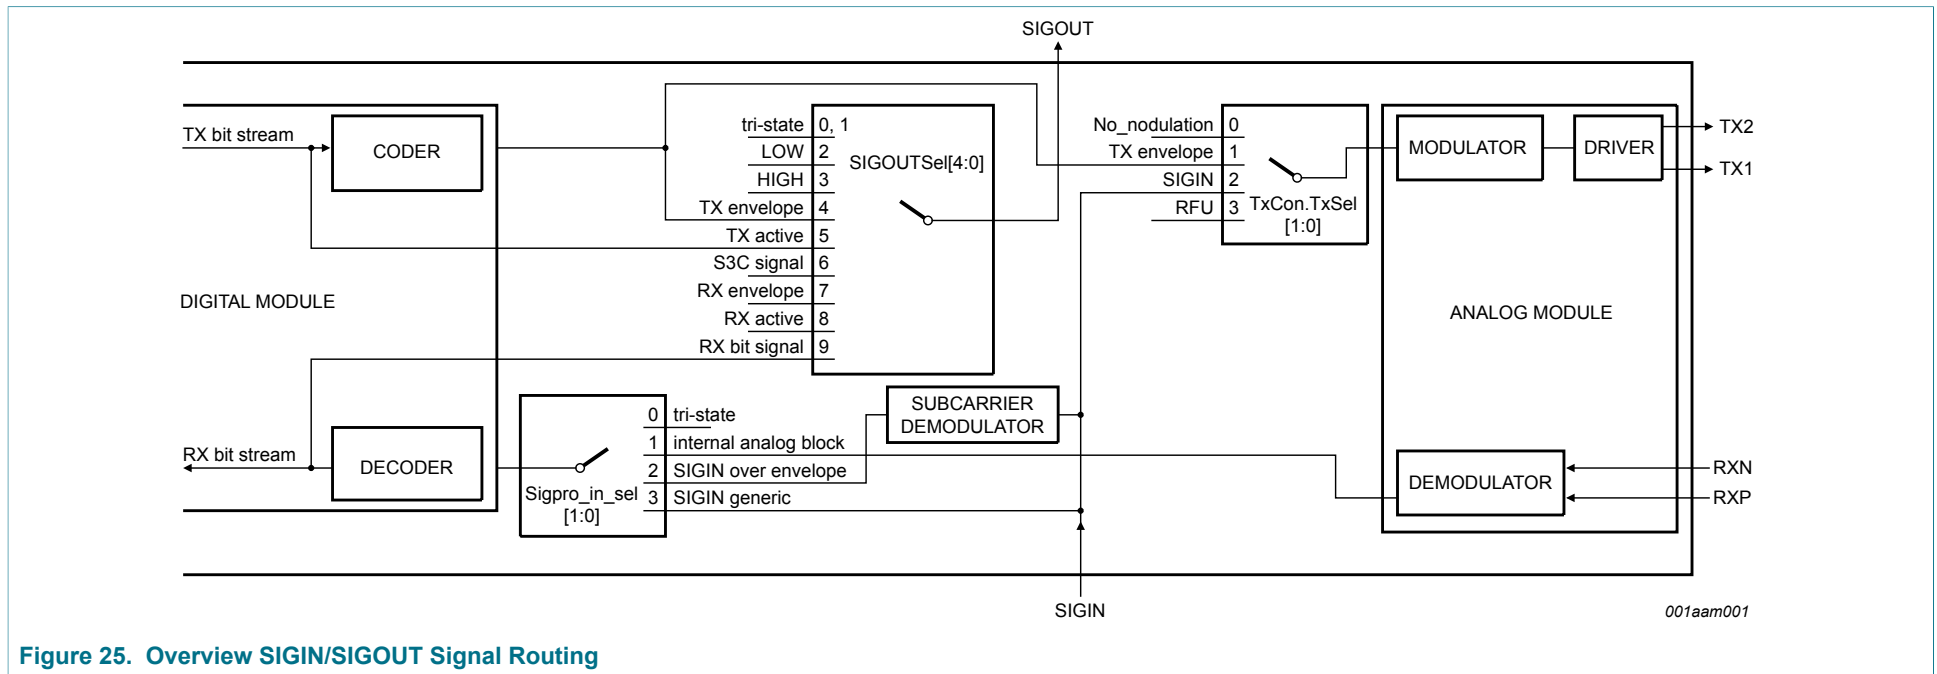 SIGOUT
TX bit stream
CODER
tri-state 0, 1
LOW 2
HIGH 3
TX envelope 4
TX active 5
S3C signal 6
RX envelope 7
RX active 8
RX bit signal 9
SIGOUTSel[4:0]
No_nodulation 0
TX envelope 1
SIGIN 2
RFU 3
TxCon.TxSel
[1:0]
MODULATOR
DRIVER
TX2
TX1
DIGITAL MODULE
ANALOG MODULE
RX bit stream
DECODER
Sigpro_in_sel
[1:0]
0 tri-state
1 internal analog block
2 SIGIN over envelope
3 SIGIN generic
SUBCARRIER
DEMODULATOR
DEMODULATOR
RXN
RXP
SIGIN
001aam001
Figure 25. Overview SIGIN/SIGOUT Signal Routing